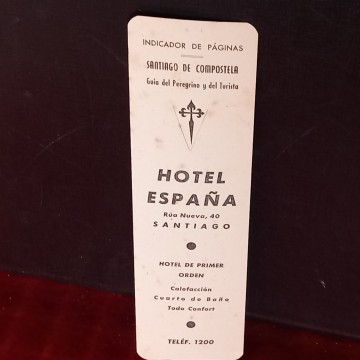 INDICADOR DE PÁGINAS
SANTIAGO DE COMPOSTELA
Guía del Peregrino y del Turista
HOTEL
ESPAÑA
Rúa Nueva, 40
SANTIAGO
HOTEL DE PRIMER
ORDEN
Calefacción
Cuarto de Baño
Todo Confort
TELÉF. 1200